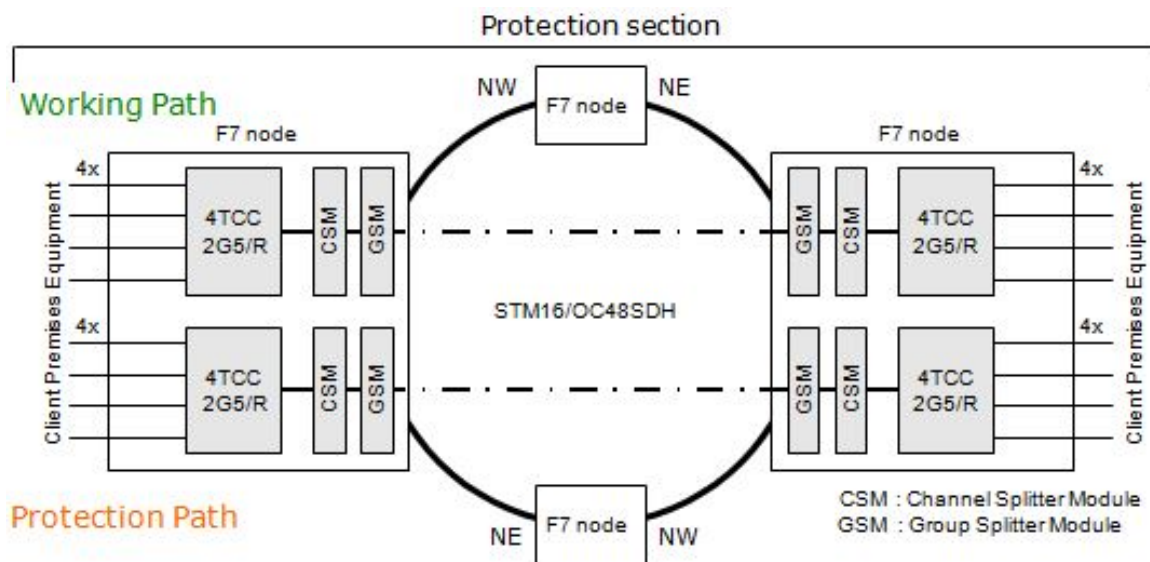 Protection section
Working Path
NW
NE
F7 node
F7 node
F7 node
4x
4x
4TCC
2G5/R
CSM
GSM
GSM
CSM
4TCC
2G5/R
Client Premises Equipment
Client Premises Equipment
STM16/OC48SDH
4x
4x
4TCC
2G5/R
CSM
GSM
GSM
CSM
4TCC
2G5/R
Protection Path
NE
F7 node
NW
CSM : Channel Splitter Module
GSM : Group Splitter Module